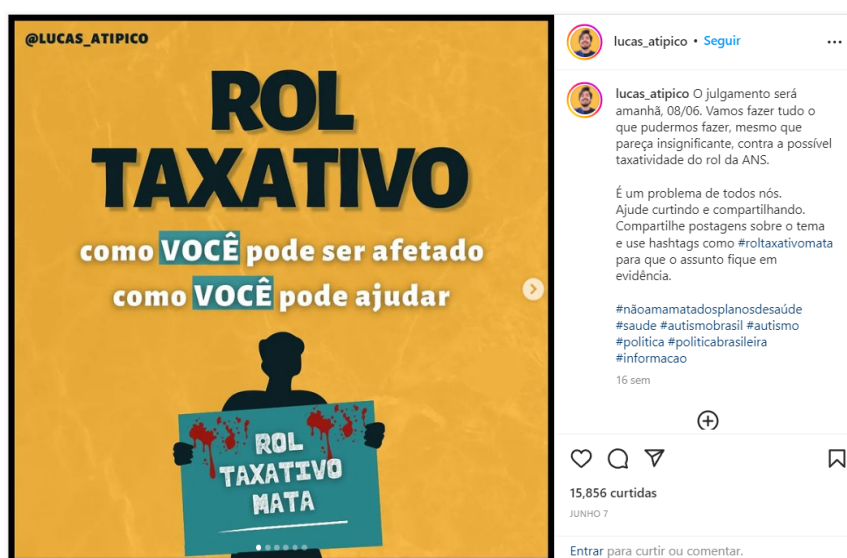 @LUCAS_ATIPICO
ROL
TAXATIVO
como VOCÊ pode ser afetado
como VOCÊ pode ajudar
ROL
TAXATIVO
MATA
lucas_atipico • Seguir
lucas_atipico O julgamento será
amanhã, 08/06. Vamos fazer tudo o
que pudermos fazer, mesmo que
pareça insignificante, contra a possível
taxatividade do rol da ANS.
É um problema de todos nós.
Ajude curtindo e compartilhando.
Compartilhe postagens sobre o tema
e use hashtags como #roltaxativomata
para que o assunto fique em
evidência.
#nãoamamatadosplanosdesaúde
#saude #autismobrasil #autismo
#politica #politicabrasileira
#informacao
16 sem
15,856 curtidas
JUNHO 7
Entrar para curtir ou comentar.